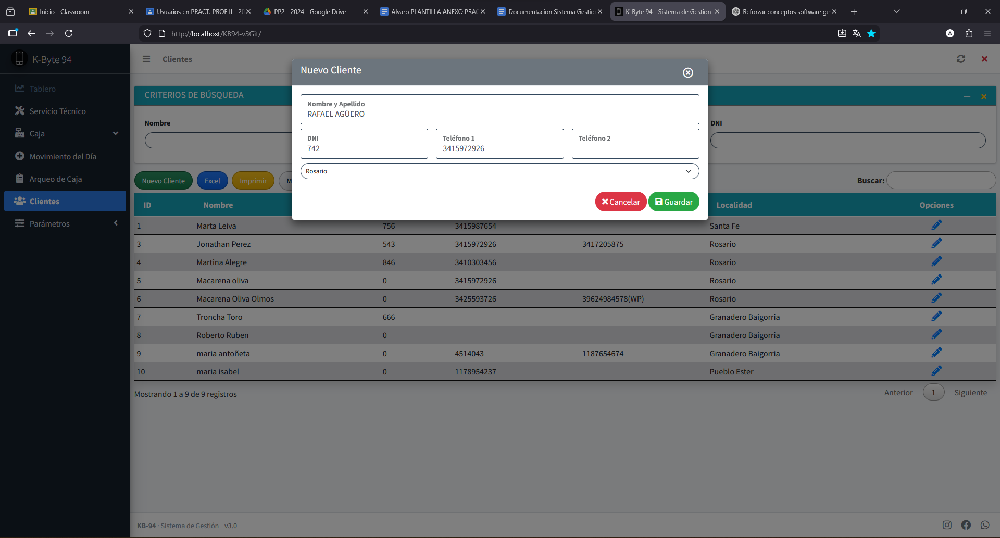 Inicio - Classroom
Usuarios en PRACT. PROF II - 20
PP2 - 2024 - Google Drive
Alvaro PLANTILLA ANEXO PRAC
Documentacion Sistema Gestio
K-Byte 94 - Sistema de Gestion
Reforzar conceptos software ge
http://localhost/KB94-v3Git/
A
K-Byte 94
Clientes
Tablero
Servicio Técnico
Caja
Movimiento del Día
Arqueo de Caja
Clientes
Parámetros
CRITERIOS DE BÚSQUEDA
Nombre
DNI
Nuevo Cliente
Nombre y Apellido
RAFAEL AGÜERO
DNI
742
Teléfono 1
3415972926
Teléfono 2
Rosario
Cancelar
Guardar
Nuevo Cliente
Excel
Imprimir
M
Buscar:
ID Nombre Localidad Opciones
1 Marta Leiva 756 3415987654 Santa Fe
3 Jonathan Perez 543 3415972926 3417205875 Rosario
4 Martina Alegre 846 3410303456 Rosario
5 Macarena oliva 0 3415972926 Rosario
6 Macarena Oliva Olmos 0 3425593726 39624984578(WP) Rosario
7 Troncha Toro 666 Granadero Baigorria
8 Roberto Ruben 0 Granadero Baigorria
9 maria antoñeta 0 4514043 1187654674 Granadero Baigorria
10 maria isabel 0 1178954237 Pueblo Ester
Mostrando 1 a 9 de 9 registros
Anterior 1 Siguiente
KB-94 · Sistema de Gestión v3.0